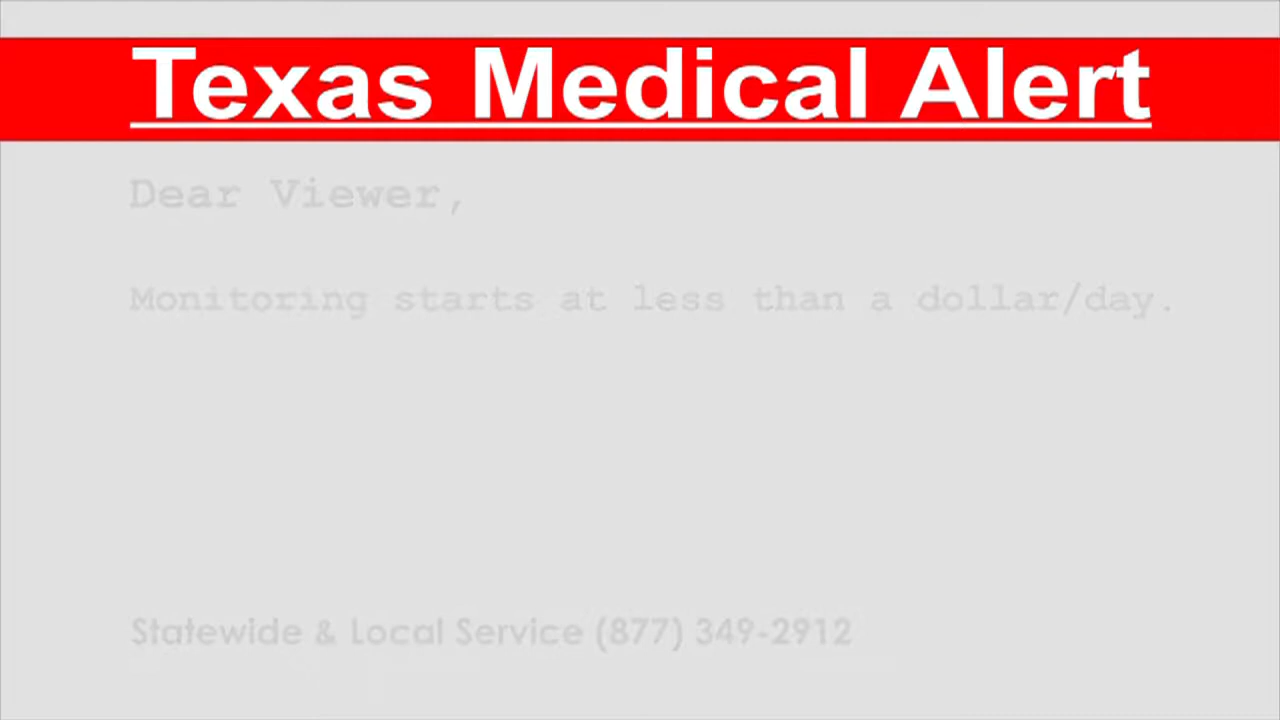 Texas Medical Alert
Dear Viewer,
Monitoring starts at less than a dollar/day.
Statewide & Local Service (877) 349-2912